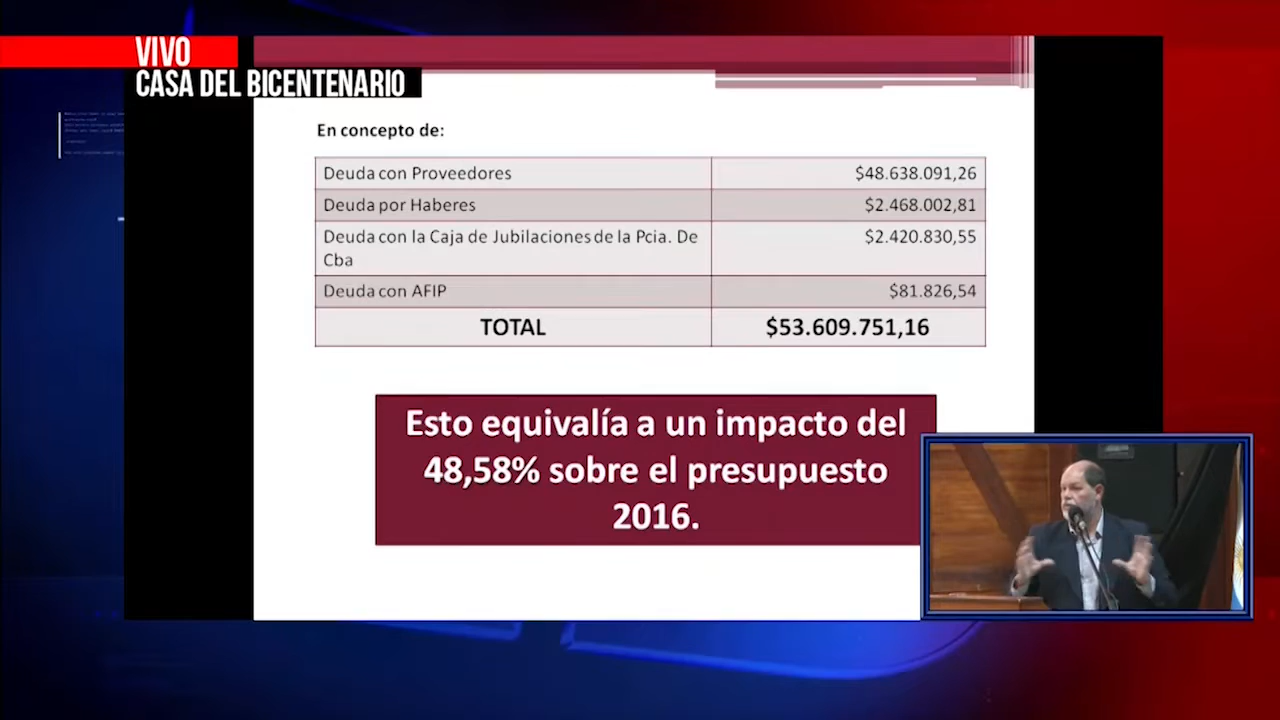 VIVO
CASA DEL BICENTENARIO
En concepto de:
Deuda con Proveedores $48.638.091,26
Deuda por Haberes $2.468.002,81
Deuda con la Caja de Jubilaciones de la Pcia. De $2.420.830,55
Cba
Deuda con AFIP $81.826,54
TOTAL $53.609.751,16
Esto equivalía a un impacto del
48,58% sobre el presupuesto
2016.